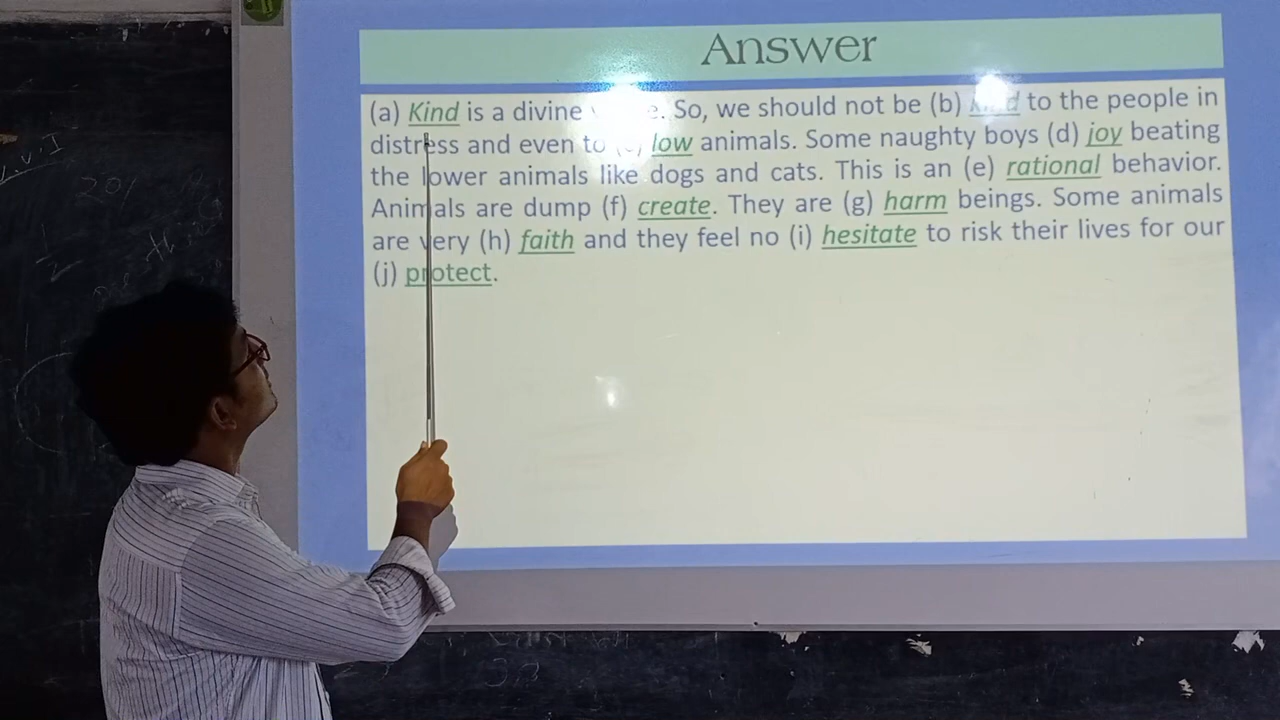 Answer
(a) Kind is a divine So, we should not be (b) to the people in
distress and even to low animals. Some naughty boys (d) joy beating
the lower animals like dogs and cats. This is an (e) rational behavior.
Animals are dump (f) create. They are (g) harm beings. Some animals
are very (h) faith and they feel no (i) hesitate to risk their lives for our
(j) protect.